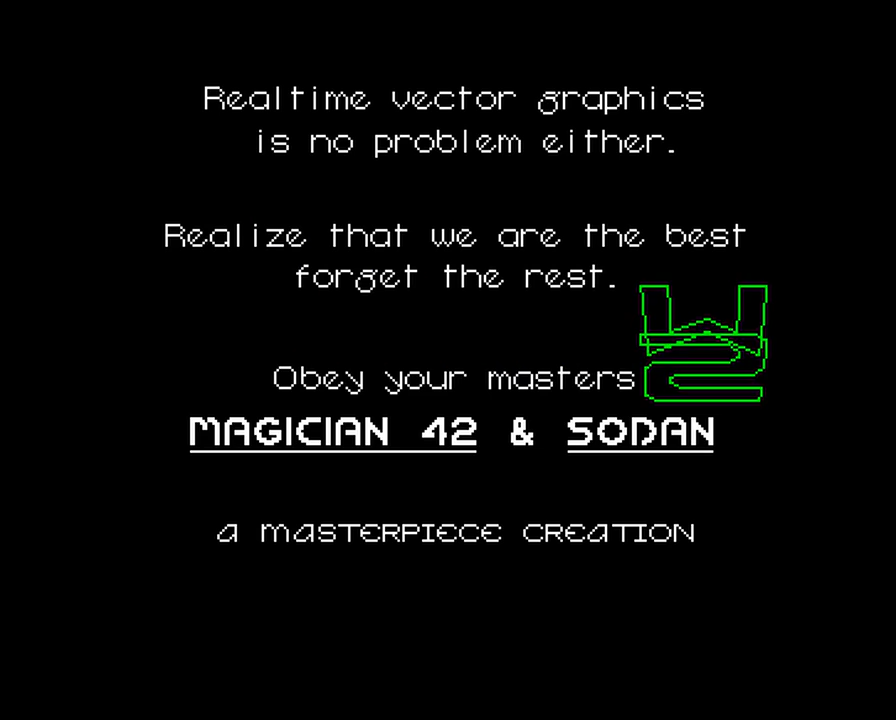 Realtime vector graphics
is no problem either.
Realize that we are the best
forget the rest.
Obey your masters
MAGICIAN 42 & SODAN
a MaSTERPIECE CREaTION